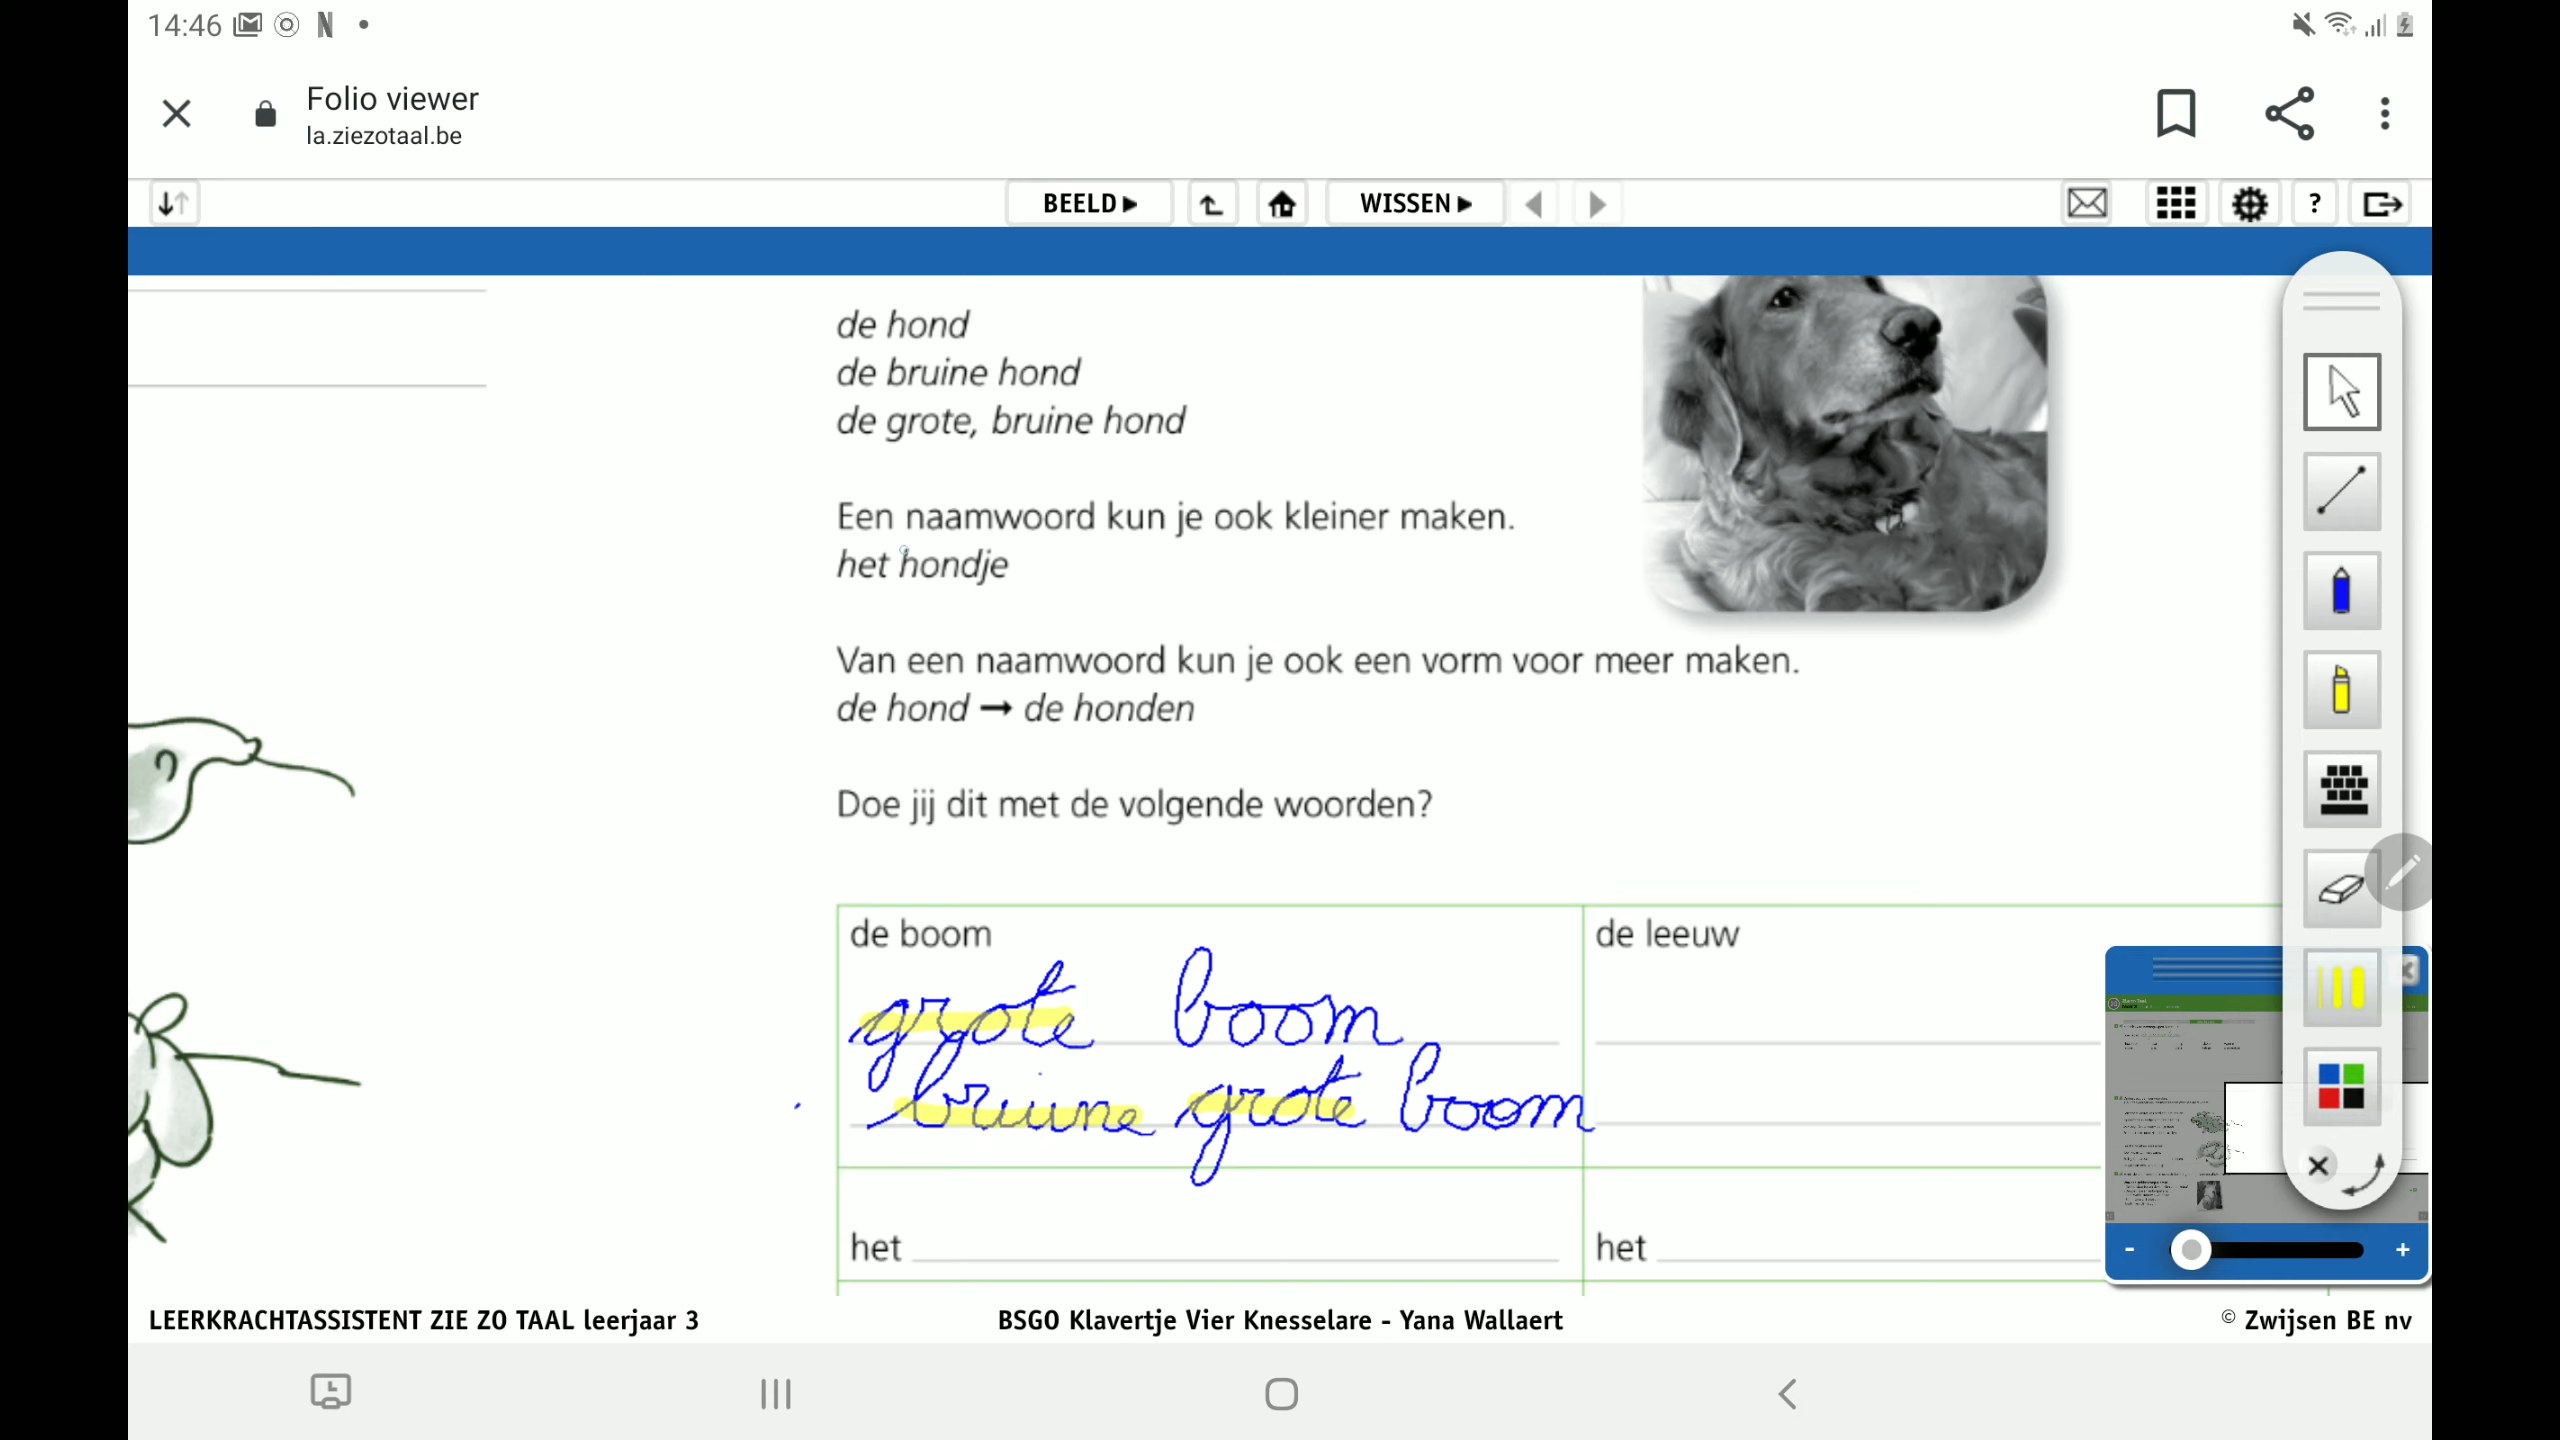 14:46
Folio viewer
la.ziezotaal.be
BEELD
WISSEN
?
de hond
de bruine hond
de grote, bruine hond
Een naamwoord kun je ook kleiner maken.
het hondje
Van een naamwoord kun je ook een vorm voor meer maken.
de hond → de honden
Doe jij dit met de volgende woorden?
de boom
grote boom
bruine grote boom
het
de leeuw
het
- +
LEERKRACHTASSISTENT ZIE ZO TAAL leerjaar 3
BSGO Klavertje Vier Knesselare - Yana Wallaert
© Zwijsen BE nv